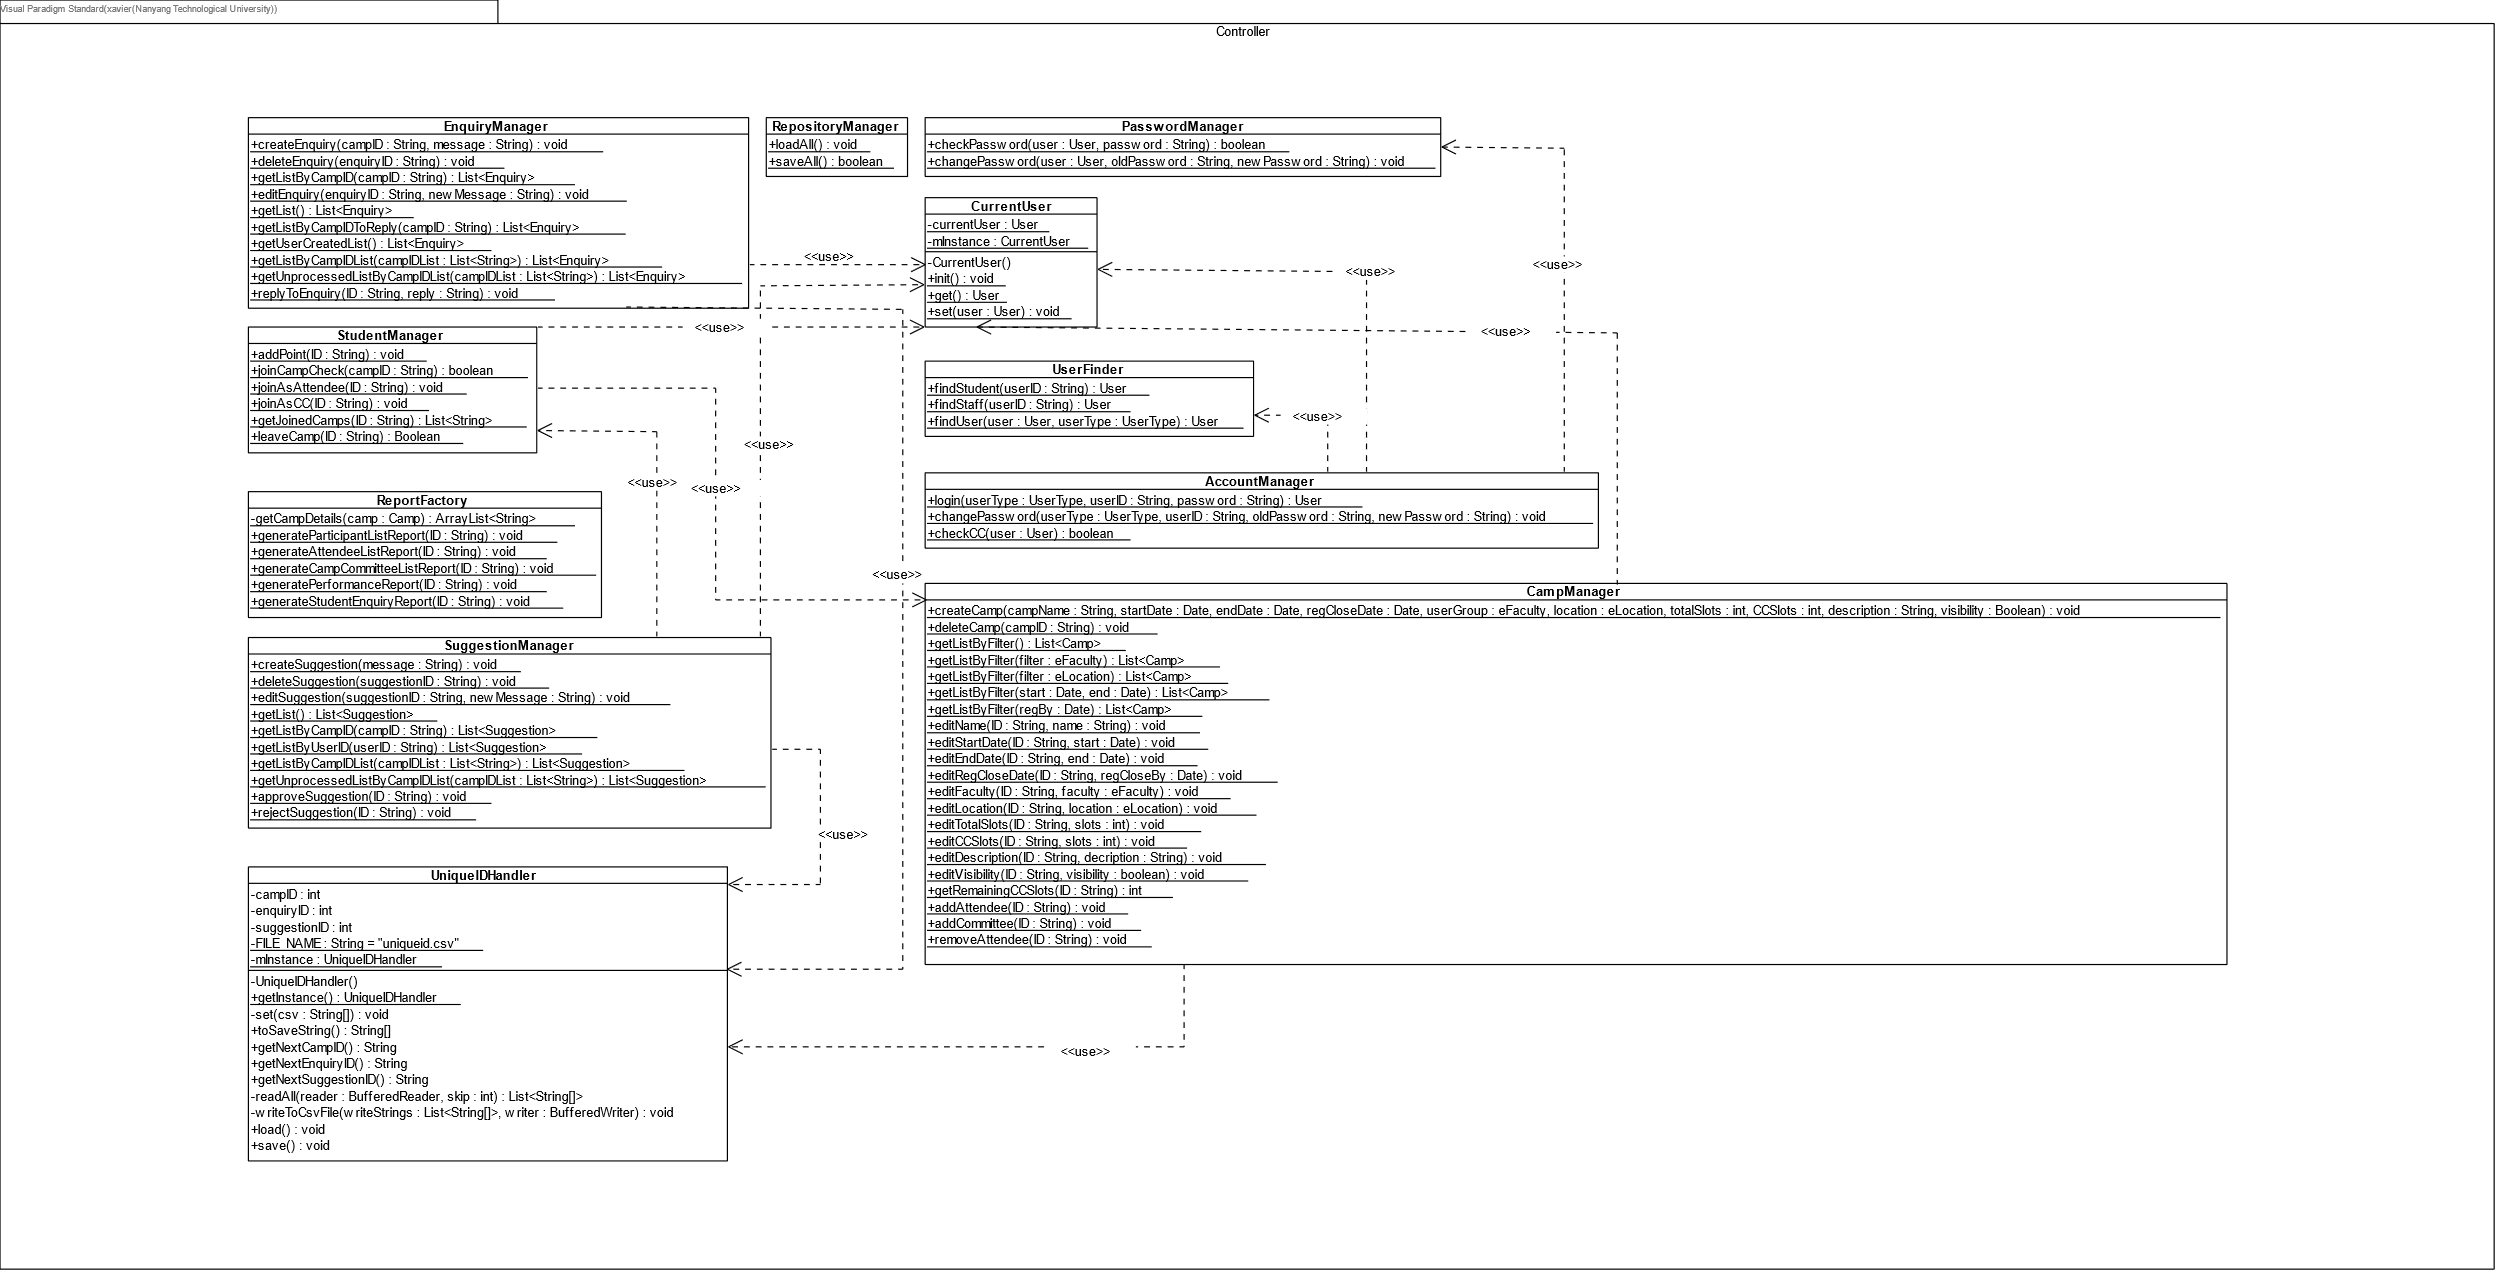 Visual Paradigm Standard(xavier(Nanyang Technological University))
Controller
EnquiryManager
+createEnquiry(campID : String, message : String) : void
+deleteEnquiry(enquiryID : String) : void
+getListByCampID(campID : String) : List<Enquiry>
+editEnquiry(enquiryID : String, newMessage : String) : void
+getList() : List<Enquiry>
+getListByCampIDToReply(campID : String) : List<Enquiry>
+getUserCreatedList() : List<Enquiry>
+getListByCampIDList(campIDList : List<String>) : List<Enquiry>
+getUnprocessedListByCampIDList(campIDList : List<String>) : List<Enquiry>
+replyToEnquiry(ID : String, reply : String) : void
RepositoryManager
+loadAll() : void
+saveAll() : boolean
PasswordManager
+checkPassword(user : User, password : String) : boolean
+changePassword(user : User, oldPassword : String, newPassword : String) : void
CurrentUser
-currentUser : User
-mInstance : CurrentUser
-CurrentUser()
+init() : void
+get() : User
+set(user : User) : void
<<use>>
<<use>>
<<use>>
<<use>>
<<use>>
StudentManager
+addPoint(ID : String) : void
+joinCampCheck(campID : String) : boolean
+joinAsAttendee(ID : String) : void
+joinAsCC(ID : String) : void
+getJoinedCamps(ID : String) : List<String>
+leaveCamp(ID : String) : Boolean
UserFinder
+findStudent(userID : String) : User
+findStaff(userID : String) : User
+findUser(user : User, userType : UserType) : User
<<use>>
<<use>>
<<use>>
<<use>>
ReportFactory
-getCampDetails(camp : Camp) : ArrayList<String>
+generateParticipantListReport(ID : String) : void
+generateAttendeeListReport(ID : String) : void
+generateCampCommitteeListReport(ID : String) : void
+generatePerformanceReport(ID : String) : void
+generateStudentEnquiryReport(ID : String) : void
AccountManager
+login(userType : UserType, userID : String, password : String) : User
+changePassword(userType : UserType, userID : String, oldPassword : String, newPassword : String) : void
+checkCC(user : User) : boolean
<<use>>
SuggestionManager
+createSuggestion(message : String) : void
+deleteSuggestion(suggestionID : String) : void
+editSuggestion(suggestionID : String, newMessage : String) : void
+getList() : List<Suggestion>
+getListByCampID(campID : String) : List<Suggestion>
+getListByUserID(userID : String) : List<Suggestion>
+getListByCampIDList(campIDList : List<String>) : List<Suggestion>
+getUnprocessedListByCampIDList(campIDList : List<String>) : List<Suggestion>
+approveSuggestion(ID : String) : void
+rejectSuggestion(ID : String) : void
CampManager
+createCamp(campName : String, startDate : Date, endDate : Date, regCloseDate : Date, userGroup : eFaculty, location : eLocation, totalSlots : int, CCSlots : int, description : String, visibility : Boolean) : void
+deleteCamp(campID : String) : void
+getListByFilter() : List<Camp>
+getListByFilter(filter : eFaculty) : List<Camp>
+getListByFilter(filter : eLocation) : List<Camp>
+getListByFilter(start : Date, end : Date) : List<Camp>
+getListByFilter(regBy : Date) : List<Camp>
+editName(ID : String, name : String) : void
+editStartDate(ID : String, start : Date) : void
+editEndDate(ID : String, end : Date) : void
+editRegCloseDate(ID : String, regCloseBy : Date) : void
+editFaculty(ID : String, faculty : eFaculty) : void
+editLocation(ID : String, location : eLocation) : void
+editTotalSlots(ID : String, slots : int) : void
+editCCSlots(ID : String, slots : int) : void
+editDescription(ID : String, decription : String) : void
+editVisibility(ID : String, visibility : boolean) : void
+getRemainingCCSlots(ID : String) : int
+addAttendee(ID : String) : void
+addCommittee(ID : String) : void
+removeAttendee(ID : String) : void
<<use>>
UniqueIDHandler
-campID : int
-enquiryID : int
-suggestionID : int
-FILE_NAME : String = "uniqueid.csv"
-mInstance : UniqueIDHandler
-UniqueIDHandler()
+getInstance() : UniqueIDHandler
-set(csv : String[]) : void
+toSaveString() : String[]
+getNextCampID() : String
+getNextEnquiryID() : String
+getNextSuggestionID() : String
-readAll(reader : BufferedReader, skip : int) : List<String[]>
-writeToCsvFile(writeStrings : List<String[]>, writer : BufferedWriter) : void
+load() : void
+save() : void
<<use>>